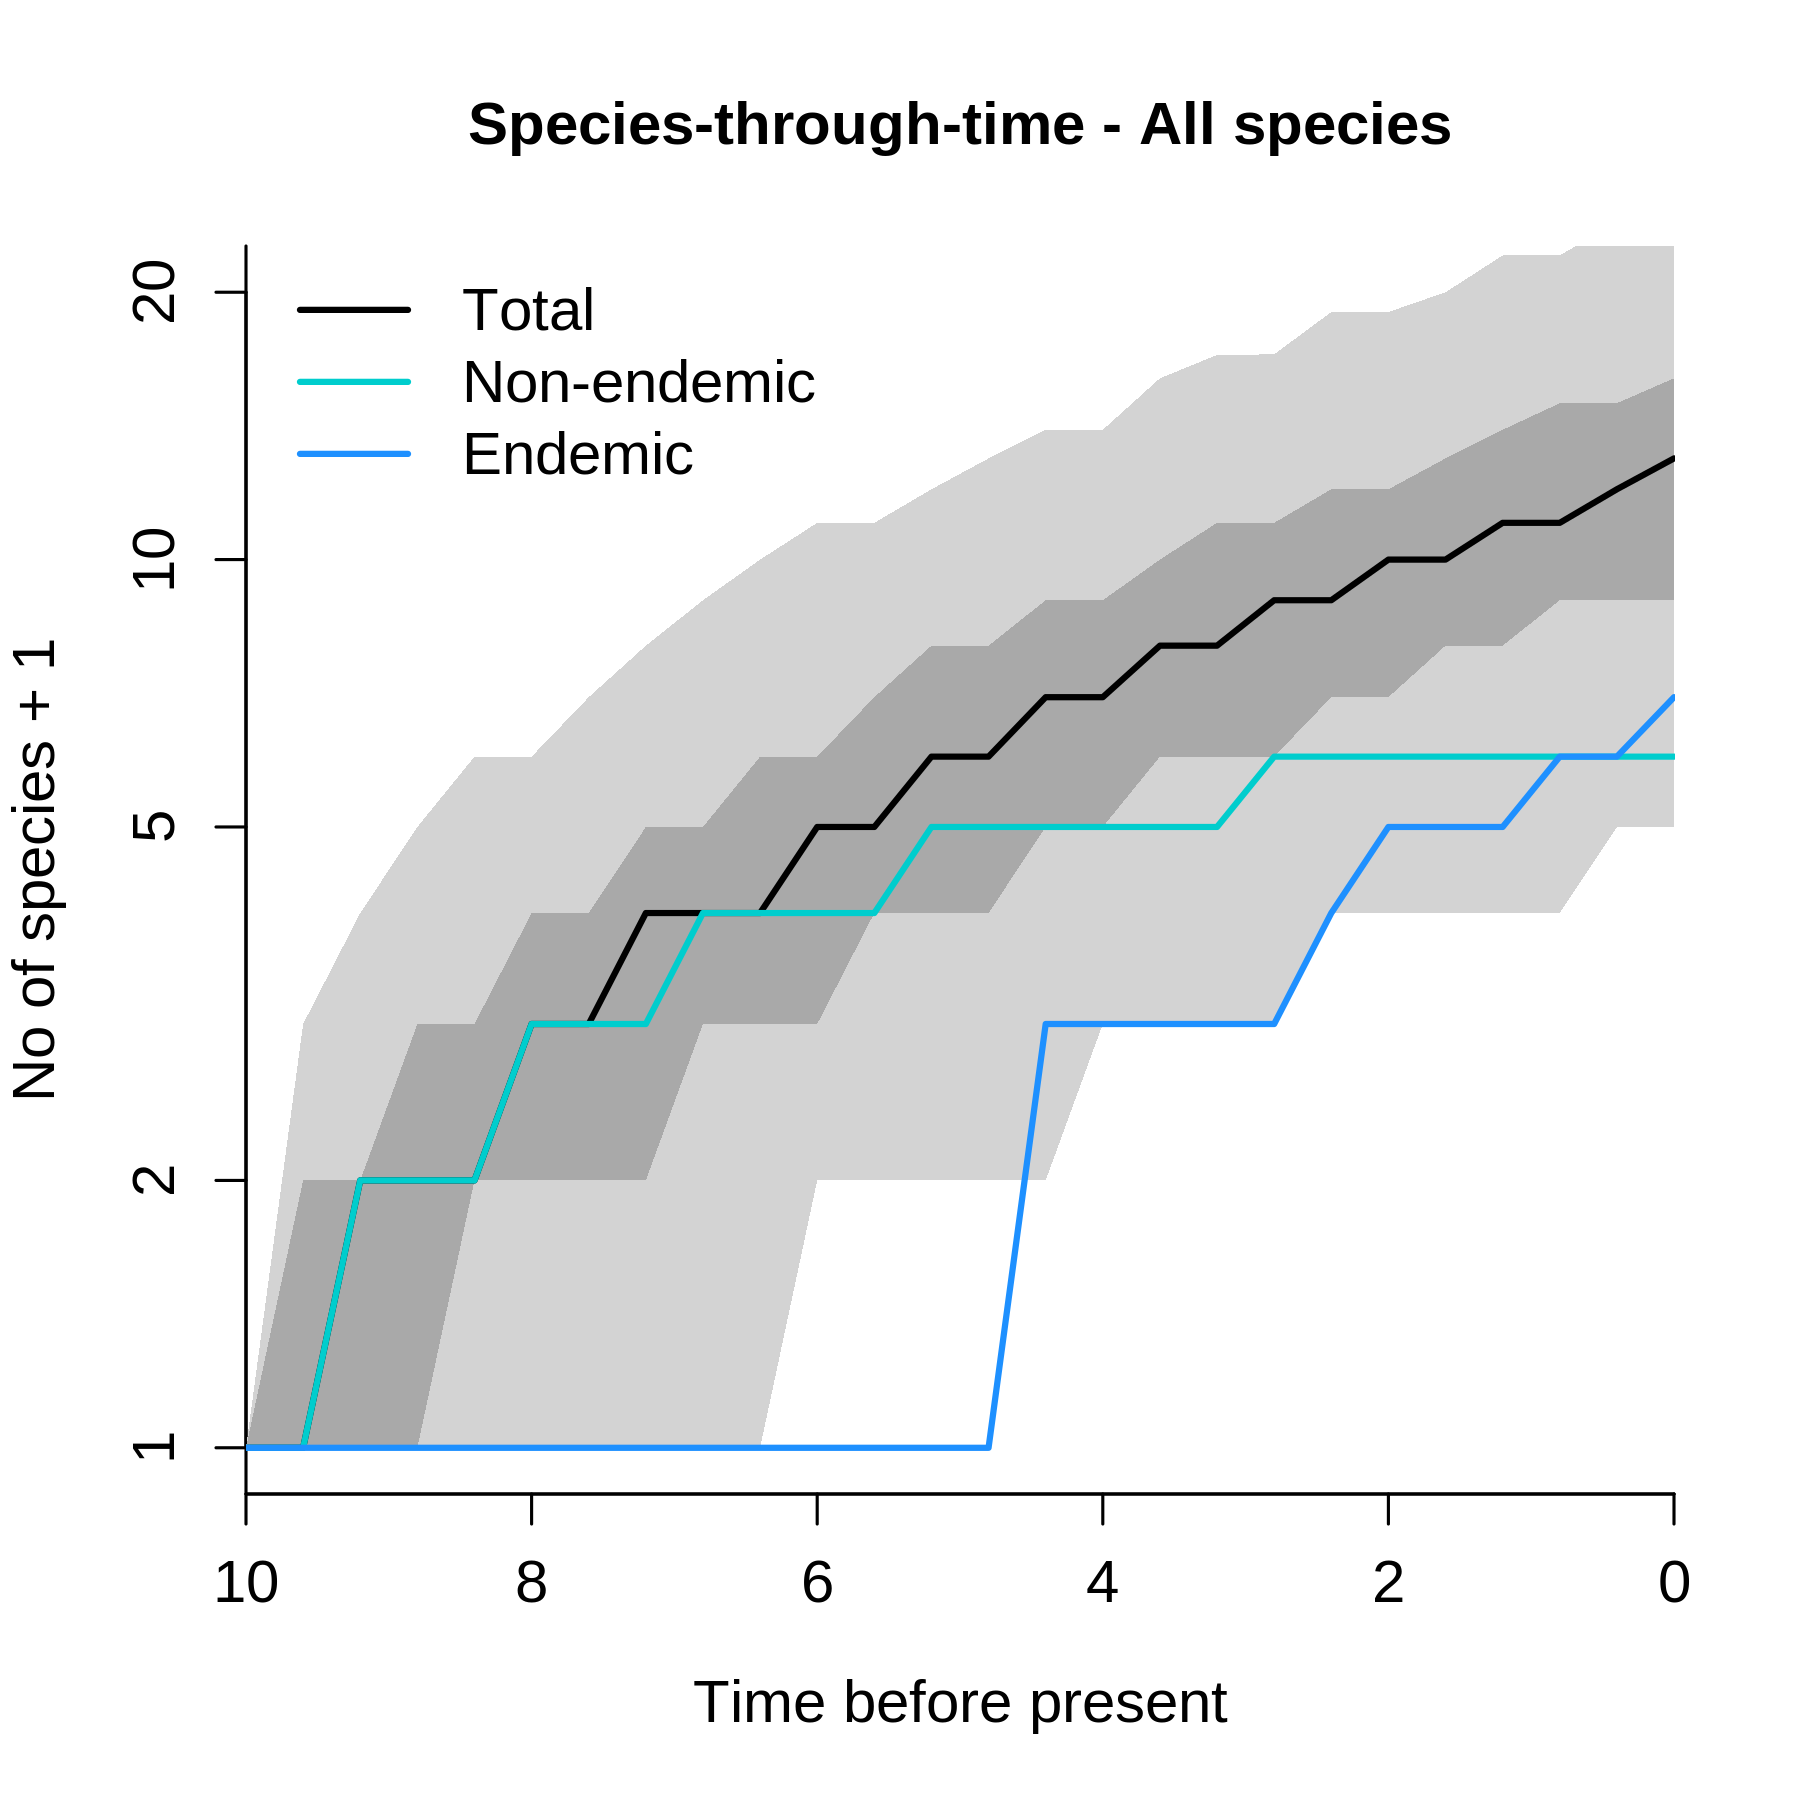 Species-through-time - All species
Total
Non-endemic
Endemic
No of species + 1
20
10
5
2
1
10 8 6 4 2 0
Time before present